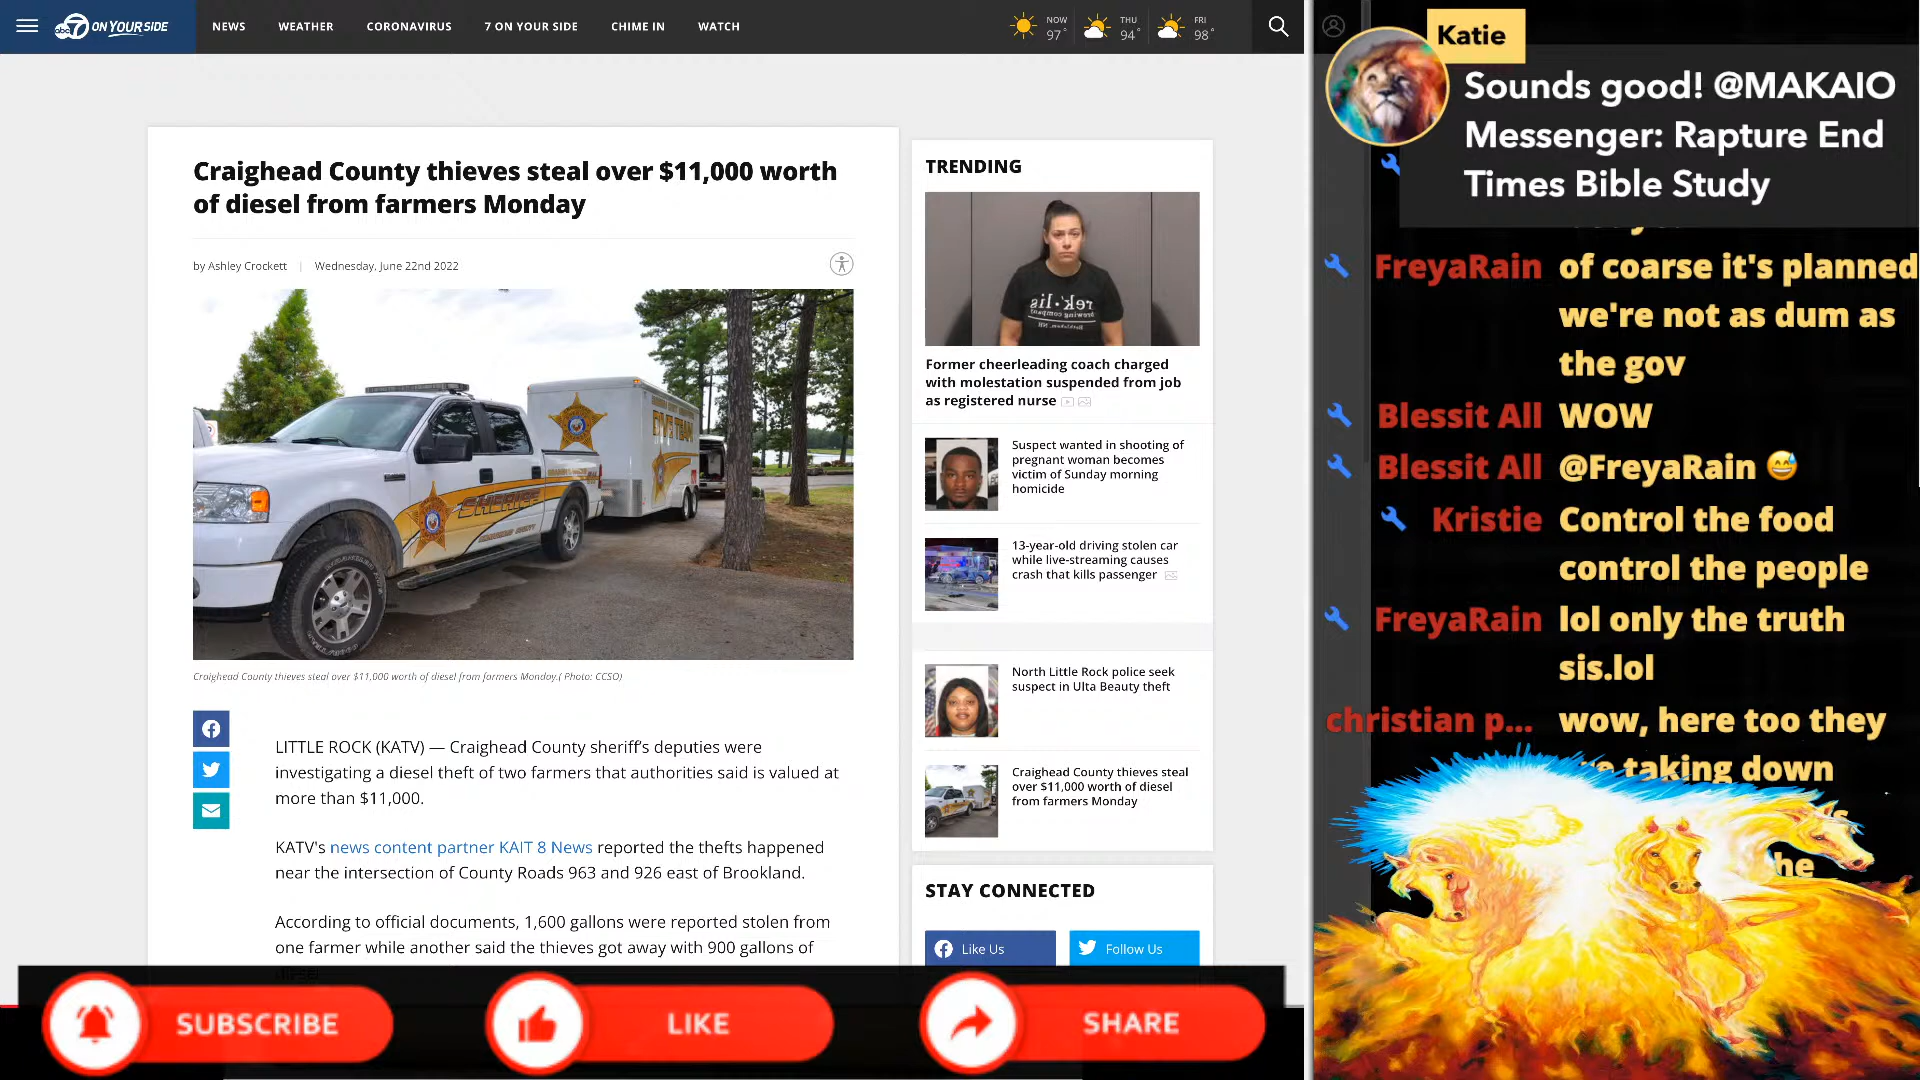 abc 7 ON YOUR SIDE
NEWS
WEATHER
CORONAVIRUS
7 ON YOUR SIDE
CHIME IN
WATCH
NOW
97°
THU
94°
FRI
98°
Craighead County thieves steal over $11,000 worth
of diesel from farmers Monday
by Ashley Crockett | Wednesday, June 22nd 2022
SHERIFF
Craighead County thieves steal over $11,000 worth of diesel from farmers Monday.( Photo: CCSO)
LITTLE ROCK (KATV) — Craighead County sheriff's deputies were
investigating a diesel theft of two farmers that authorities said is valued at
more than $11,000.
KATV's news content partner KAIT 8 News reported the thefts happened
near the intersection of County Roads 963 and 926 east of Brookland.
According to official documents, 1,600 gallons were reported stolen from
one farmer while another said the thieves got away with 900 gallons of
TRENDING
Former cheerleading coach charged
with molestation suspended from job
as registered nurse
Suspect wanted in shooting of
pregnant woman becomes
victim of Sunday morning
homicide
13-year-old driving stolen car
while live-streaming causes
crash that kills passenger
North Little Rock police seek
suspect in Ulta Beauty theft
Craighead County thieves steal
over $11,000 worth of diesel
from farmers Monday
STAY CONNECTED
Like Us
Follow Us
SUBSCRIBE
LIKE
SHARE
Katie
Sounds good! @MAKAIO
Messenger: Rapture End
Times Bible Study
FreyaRain of coarse it's planned
we're not as dum as
the gov
Blessit All WOW
Blessit All @FreyaRain 😅
Kristie Control the food
control the people
FreyaRain lol only the truth
sis.lol
christian p... wow, here too they
taking down
he